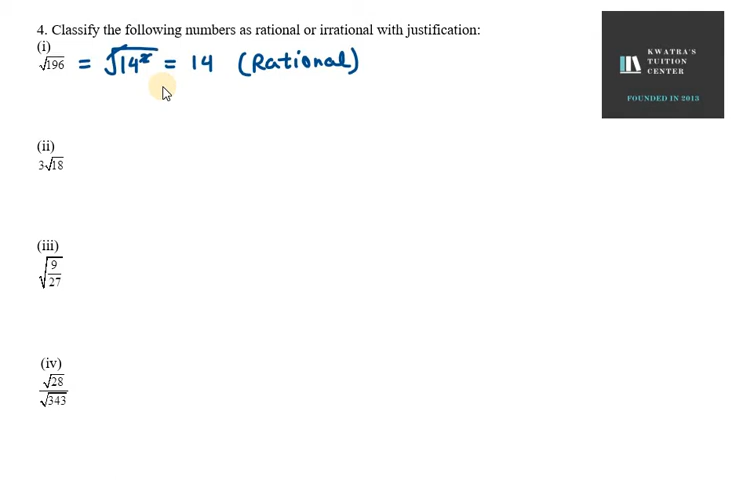 4. Classify the following numbers as rational or irrational with justification:
(i)
√196 = √14² = 14 (Rational)
(ii)
3√18
(iii)
√(9/27)
(iv)
√28/√343
KWATRA'S
TUITION
CENTER
FOUNDED IN 2013